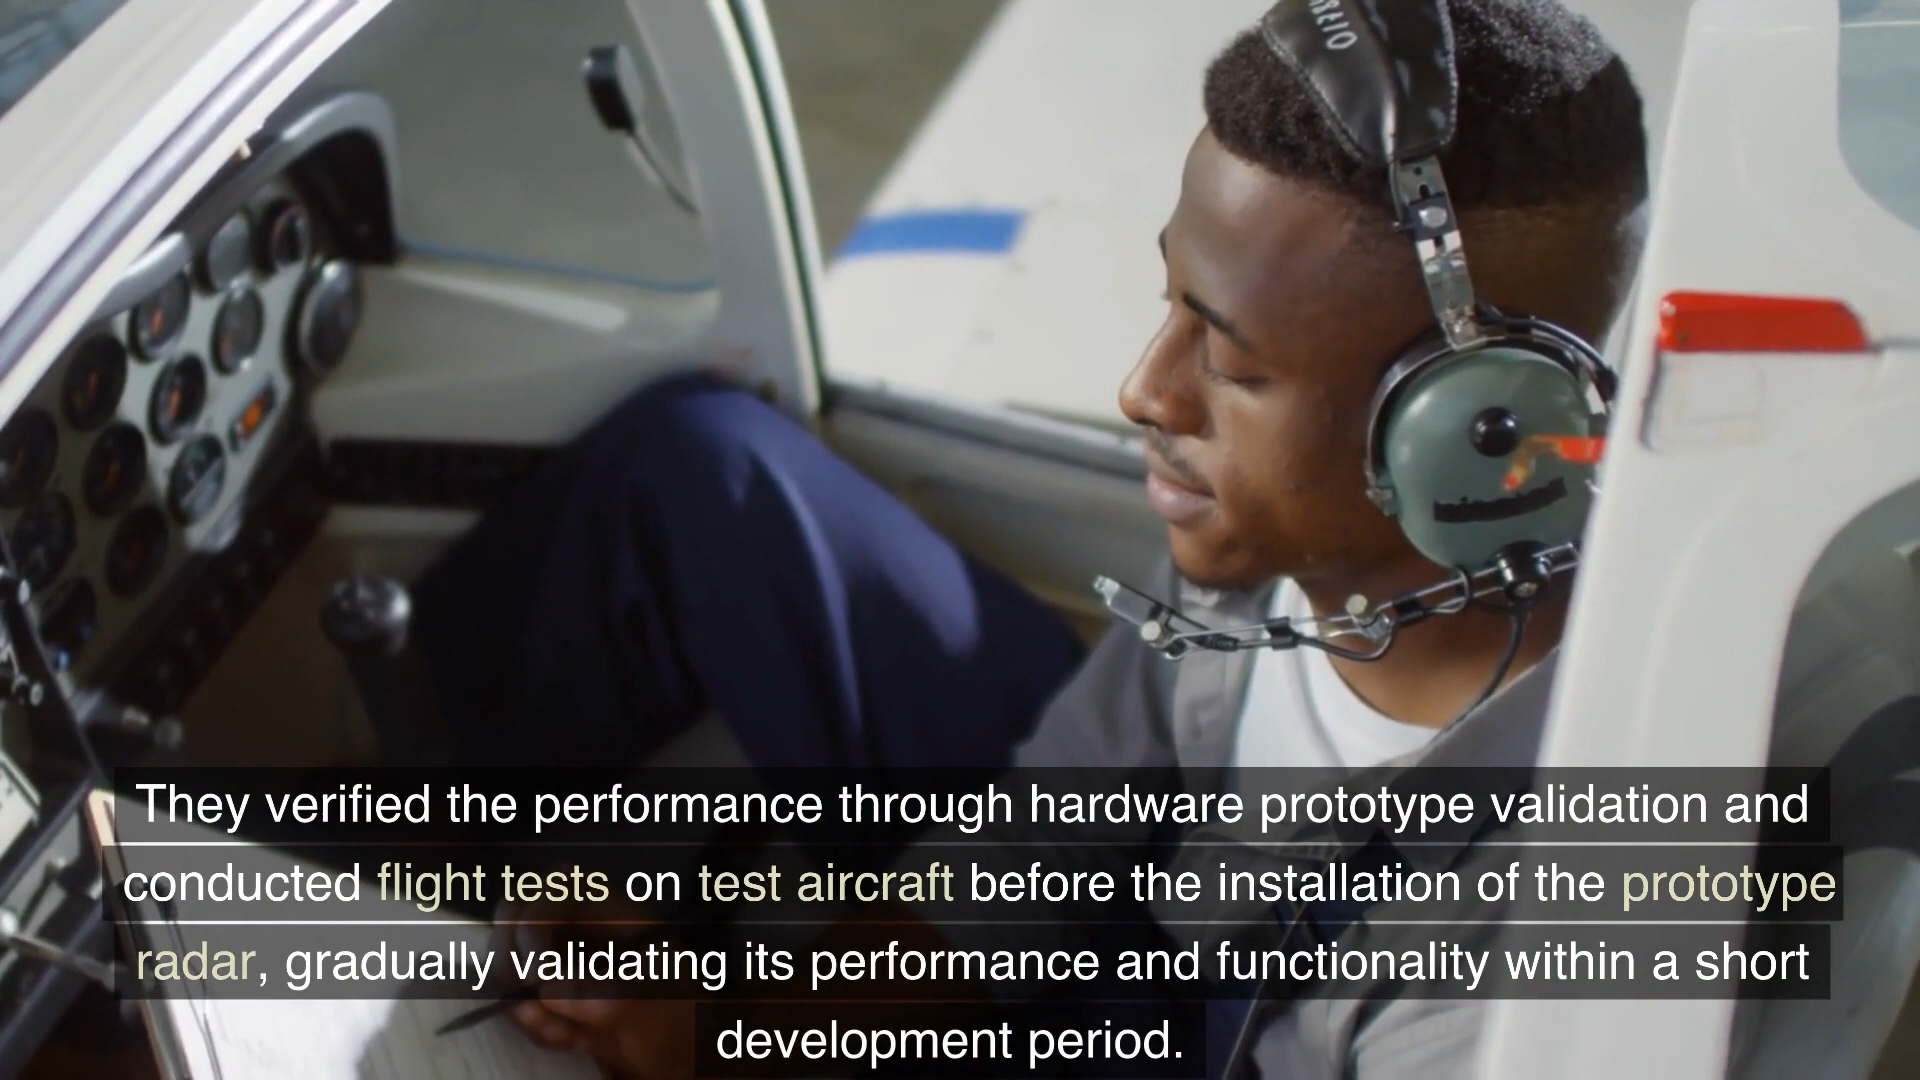 They verified the performance through hardware prototype validation and
conducted flight tests on test aircraft before the installation of the prototype
radar, gradually validating its performance and functionality within a short
development period.